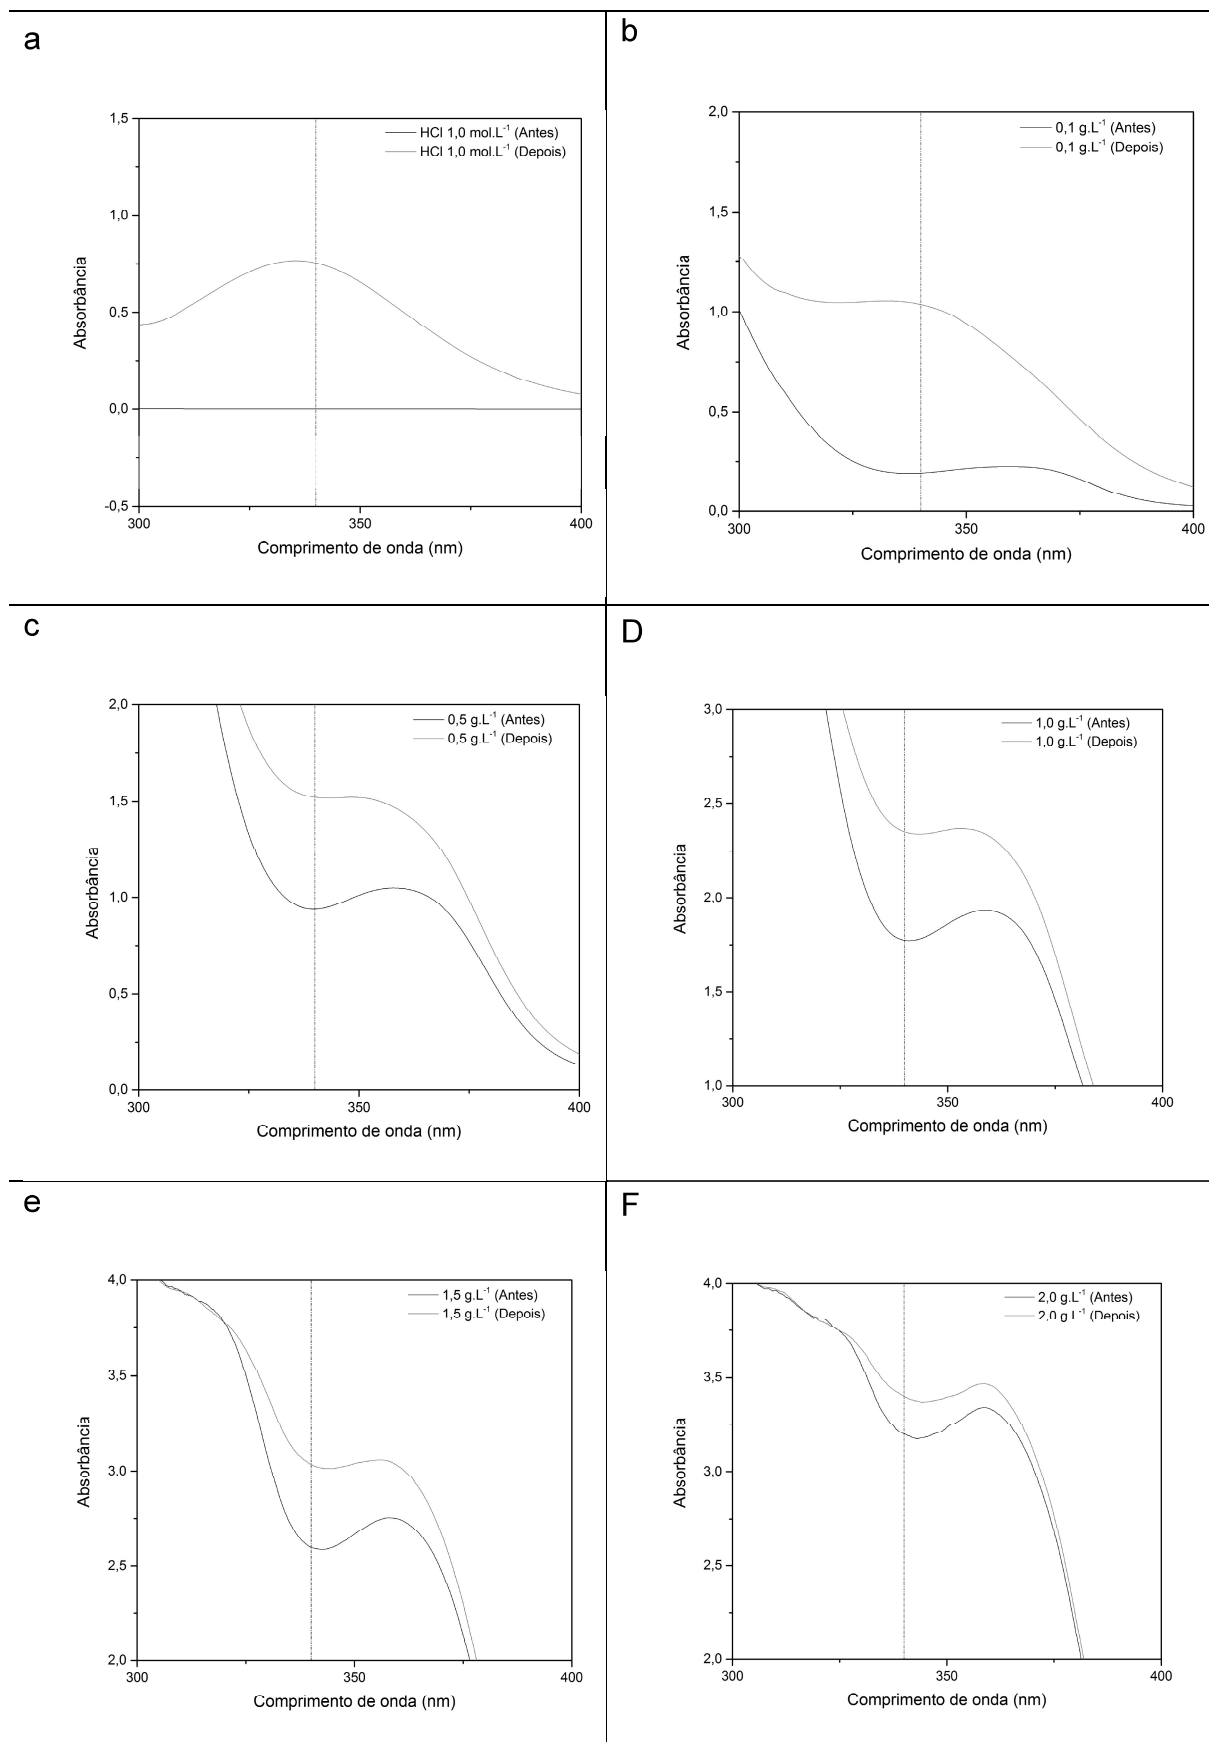 a
1,5
HCl 1,0 mol.L⁻¹ (Antes)
HCl 1,0 mol.L⁻¹ (Depois)
1,0
0,5
0,0
-0,5
300
350
400
Absorbância
Comprimento de onda (nm)
b
2,0
0,1 g.L⁻¹ (Antes)
0,1 g.L⁻¹ (Depois)
1,5
1,0
0,5
0,0
300
350
400
Absorbância
Comprimento de onda (nm)
c
2,0
0,5 g.L⁻¹ (Antes)
0,5 g.L⁻¹ (Depois)
1,5
1,0
0,5
0,0
300
350
400
Absorbância
Comprimento de onda (nm)
D
3,0
1,0 g.L⁻¹ (Antes)
1,0 g.L⁻¹ (Depois)
2,5
2,0
1,5
1,0
300
350
400
Absorbância
Comprimento de onda (nm)
e
4,0
1,5 g.L⁻¹ (Antes)
1,5 g.L⁻¹ (Depois)
3,5
3,0
2,5
2,0
300
350
400
Absorbância
Comprimento de onda (nm)
F
4,0
2,0 g.L⁻¹ (Antes)
2,0 g.L⁻¹ (Depois)
3,5
3,0
2,5
2,0
300
350
400
Absorbância
Comprimento de onda (nm)